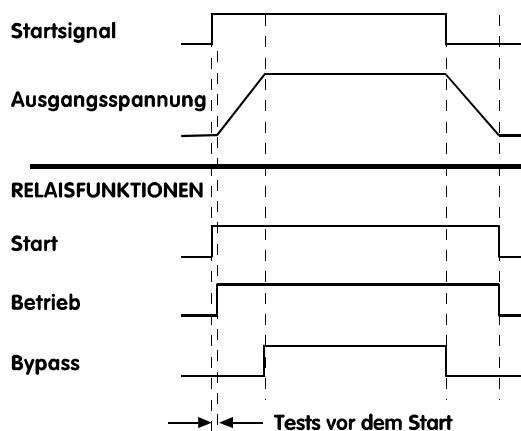 Startsignal
Ausgangsspannung
RELAISFUNKTIONEN
Start
Betrieb
Bypass
Tests vor dem Start